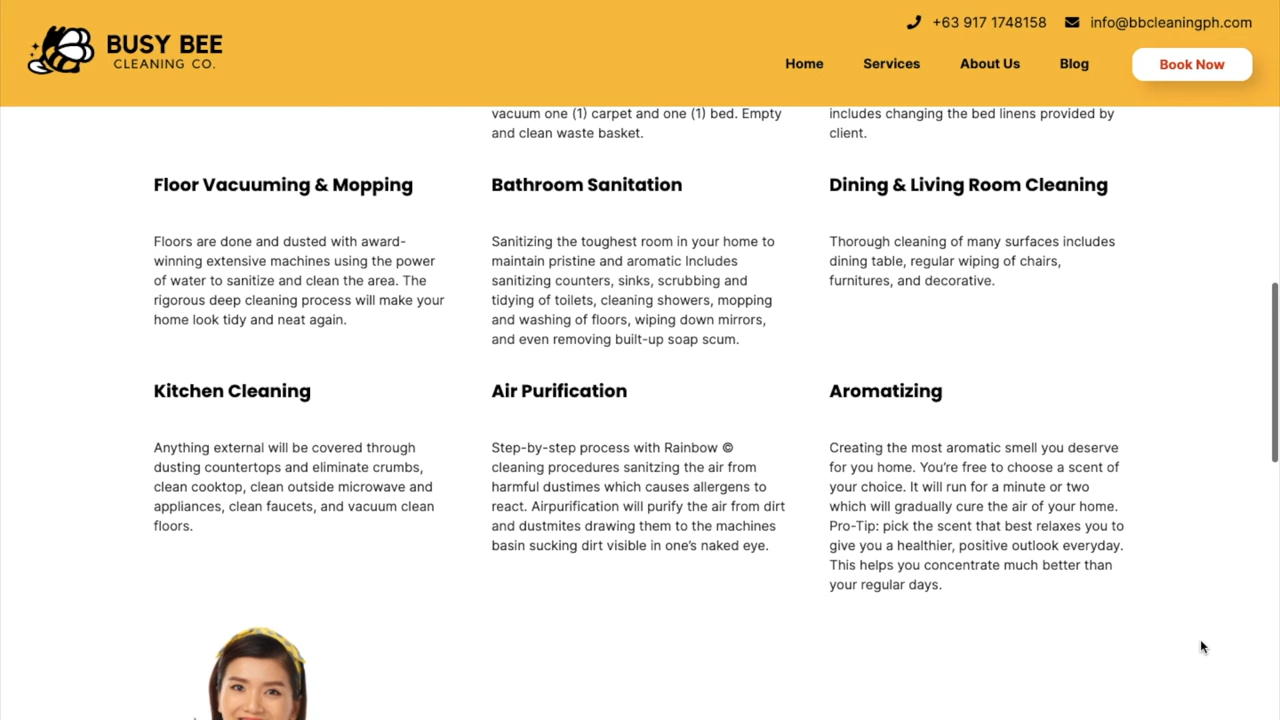 +63 917 1748158
info@bbcleaningph.com
BUSY BEE
CLEANING CO.
Home
Services
About Us
Blog
Book Now
vacuum one (1) carpet and one (1) bed. Empty
and clean waste basket.
includes changing the bed linens provided by
client.
Floor Vacuuming & Mopping
Floors are done and dusted with award-
winning extensive machines using the power
of water to sanitize and clean the area. The
rigorous deep cleaning process will make your
home look tidy and neat again.
Bathroom Sanitation
Sanitizing the toughest room in your home to
maintain pristine and aromatic Includes
sanitizing counters, sinks, scrubbing and
tidying of toilets, cleaning showers, mopping
and washing of floors, wiping down mirrors,
and even removing built-up soap scum.
Dining & Living Room Cleaning
Thorough cleaning of many surfaces includes
dining table, regular wiping of chairs,
furnitures, and decorative.
Kitchen Cleaning
Anything external will be covered through
dusting countertops and eliminate crumbs,
clean cooktop, clean outside microwave and
appliances, clean faucets, and vacuum clean
floors.
Air Purification
Step-by-step process with Rainbow ©
cleaning procedures sanitzing the air from
harmful dustimes which causes allergens to
react. Airpurification will purify the air from dirt
and dustmites drawing them to the machines
basin sucking dirt visible in one’s naked eye.
Aromatizing
Creating the most aromatic smell you deserve
for you home. You’re free to choose a scent of
your choice. It will run for a minute or two
which will gradually cure the air of your home.
Pro-Tip: pick the scent that best relaxes you to
give you a healthier, positive outlook everyday.
This helps you concentrate much better than
your regular days.